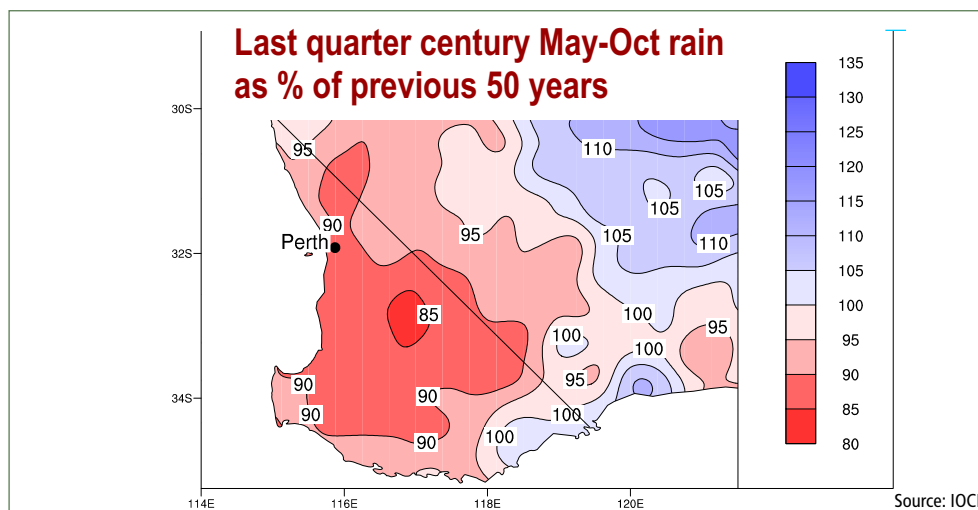 Last quarter century May-Oct rain
as % of previous 50 years
135
130
125
120
115
110
105
100
95
90
85
80
30S
32S
34S
114E
116E
118E
120E
95
110
105
105
90
95
105
110
Perth
85
100
95
100
100
95
90
90
90
100
90
100
Source: IOCI